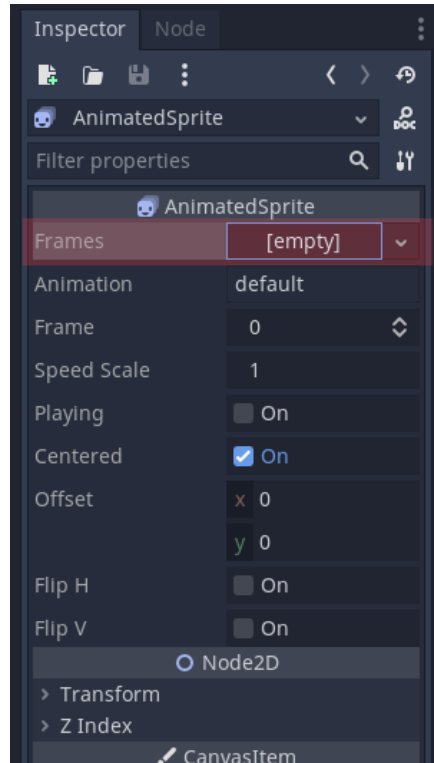 Inspector Node
AnimatedSprite
DOC
Filter properties
AnimatedSprite
Frames [empty]
Animation default
Frame 0
Speed Scale 1
Playing On
Centered On
Offset x 0
y 0
Flip H On
Flip V On
Node2D
Transform
Z Index
CanvasItem